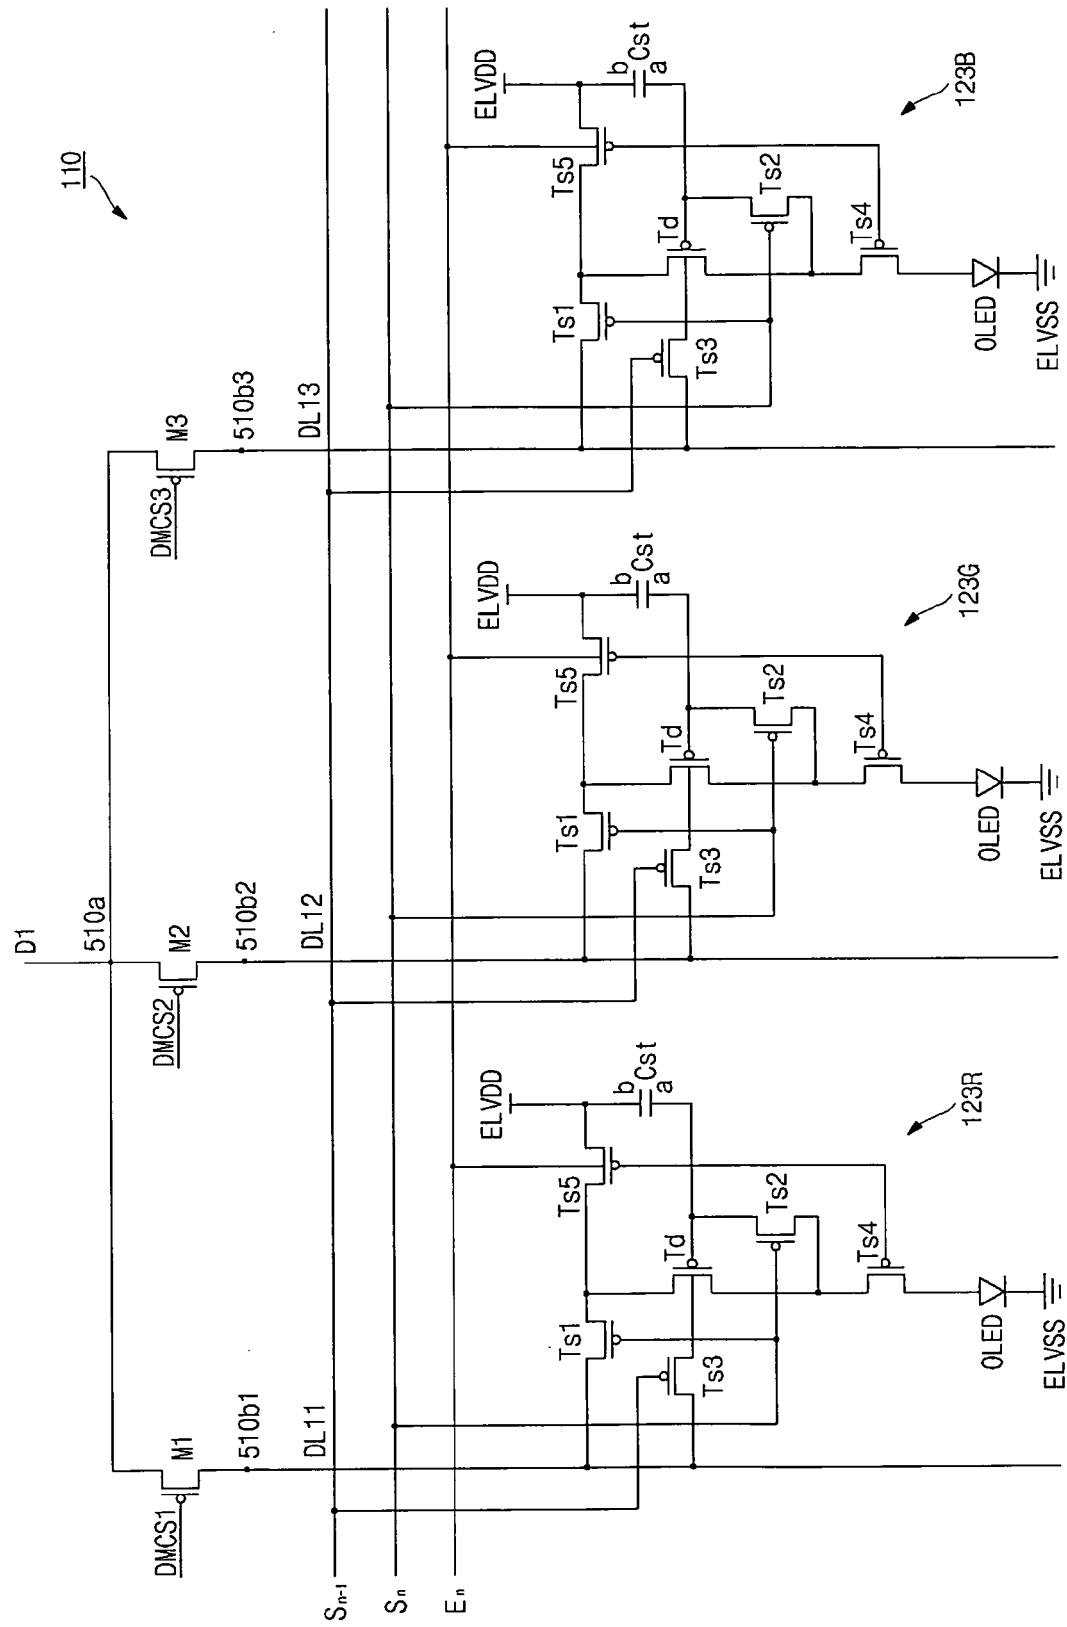 110
D1
510a
DMCS1
M1
510b1
DMCS2
M2
510b2
DMCS3
M3
510b3
DL11
DL12
DL13
Sn-1
Sn
En
ELVDD
Ts5
b
Cst
a
Ts1
Td
Ts3
Ts2
Ts4
OLED
ELVSS
123R
ELVDD
Ts5
b
Cst
a
Ts1
Td
Ts3
Ts2
Ts4
OLED
ELVSS
123G
ELVDD
Ts5
b
Cst
a
Ts1
Td
Ts3
Ts2
Ts4
OLED
ELVSS
123B